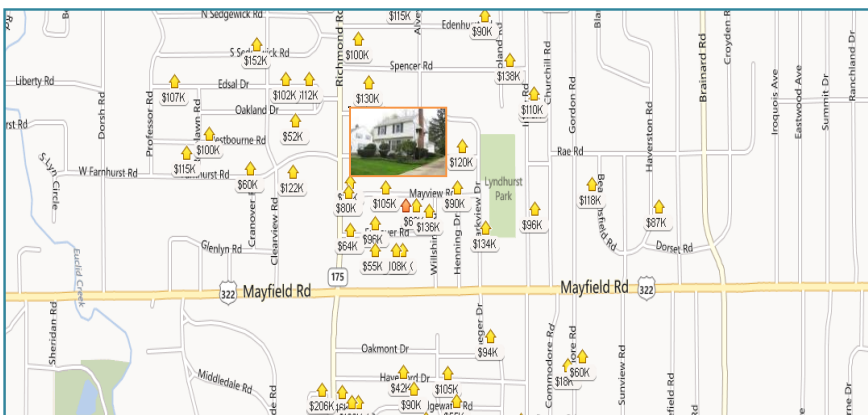 N Sedgewick Rd
$115K
Edenhu
$90K
Richmond Rd
Brainard Rd
Croyden Rd
Ranchland Dr
$152K
$100K
Spencer Rd
$138K
Churchill Rd
Gordon Rd
Liberty Rd
Edsal Dr
$107K
$102K
$112K
$130K
$110K
Oakland Dr
Dorsh Rd
Professor Rd
$52K
Haverston Rd
Iroquois Ave
Eastwood Ave
Summit Dr
$100K
$115K
$120K
Rae Rd
S Lyn Circle
W Farnhurst Rd
$60K
$122K
Lyndhurst
Park
Mayview Rd
$105K
$90K
$118K
$80K
$136K
$96K
$87K
Clearview Rd
$64K
$96K
$134K
Henning Dr
Glenlyn Rd
$55K
Dorset Rd
Euclid Creek
175
322
Mayfield Rd
Mayfield Rd
322
Sheridan Rd
Oakmont Dr
$94K
Commodore Rd
$60K
Sunview Rd
Middledale Rd
$42K
$105K
$206K
$90K